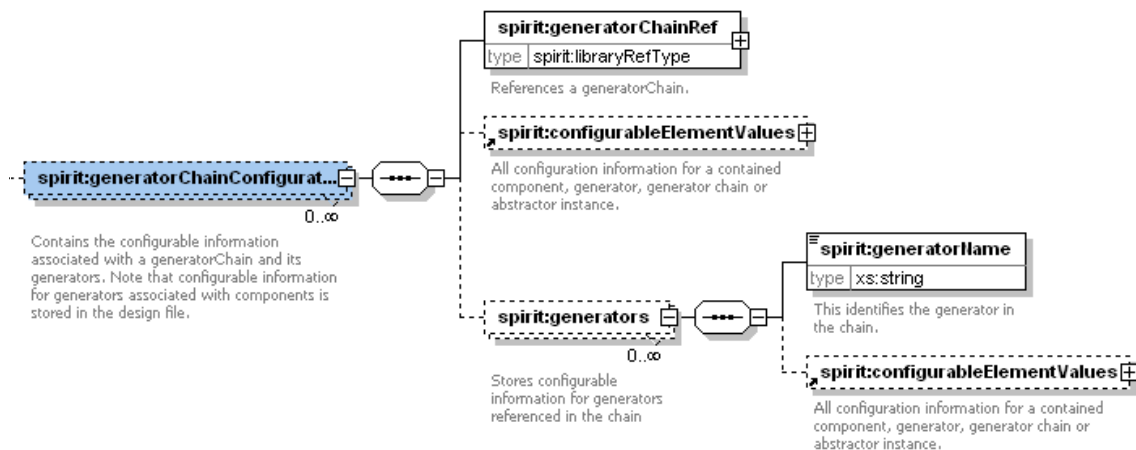 spirit:generatorChainRef
type spirit:libraryRefType
References a generatorChain.
spirit:configurableElementValues
All configuration information for a contained
component, generator, generator chain or
abstractor instance.
spirit:generatorChainConfigurat...
0..∞
Contains the configurable information
associated with a generatorChain and its
generators. Note that configurable information
for generators associated with components is
stored in the design file.
spirit:generators
0..∞
Stores configurable
information for generators
referenced in the chain
spirit:generatorName
type xs:string
This identifies the generator in
the chain.
spirit:configurableElementValues
All configuration information for a contained
component, generator, generator chain or
abstractor instance.